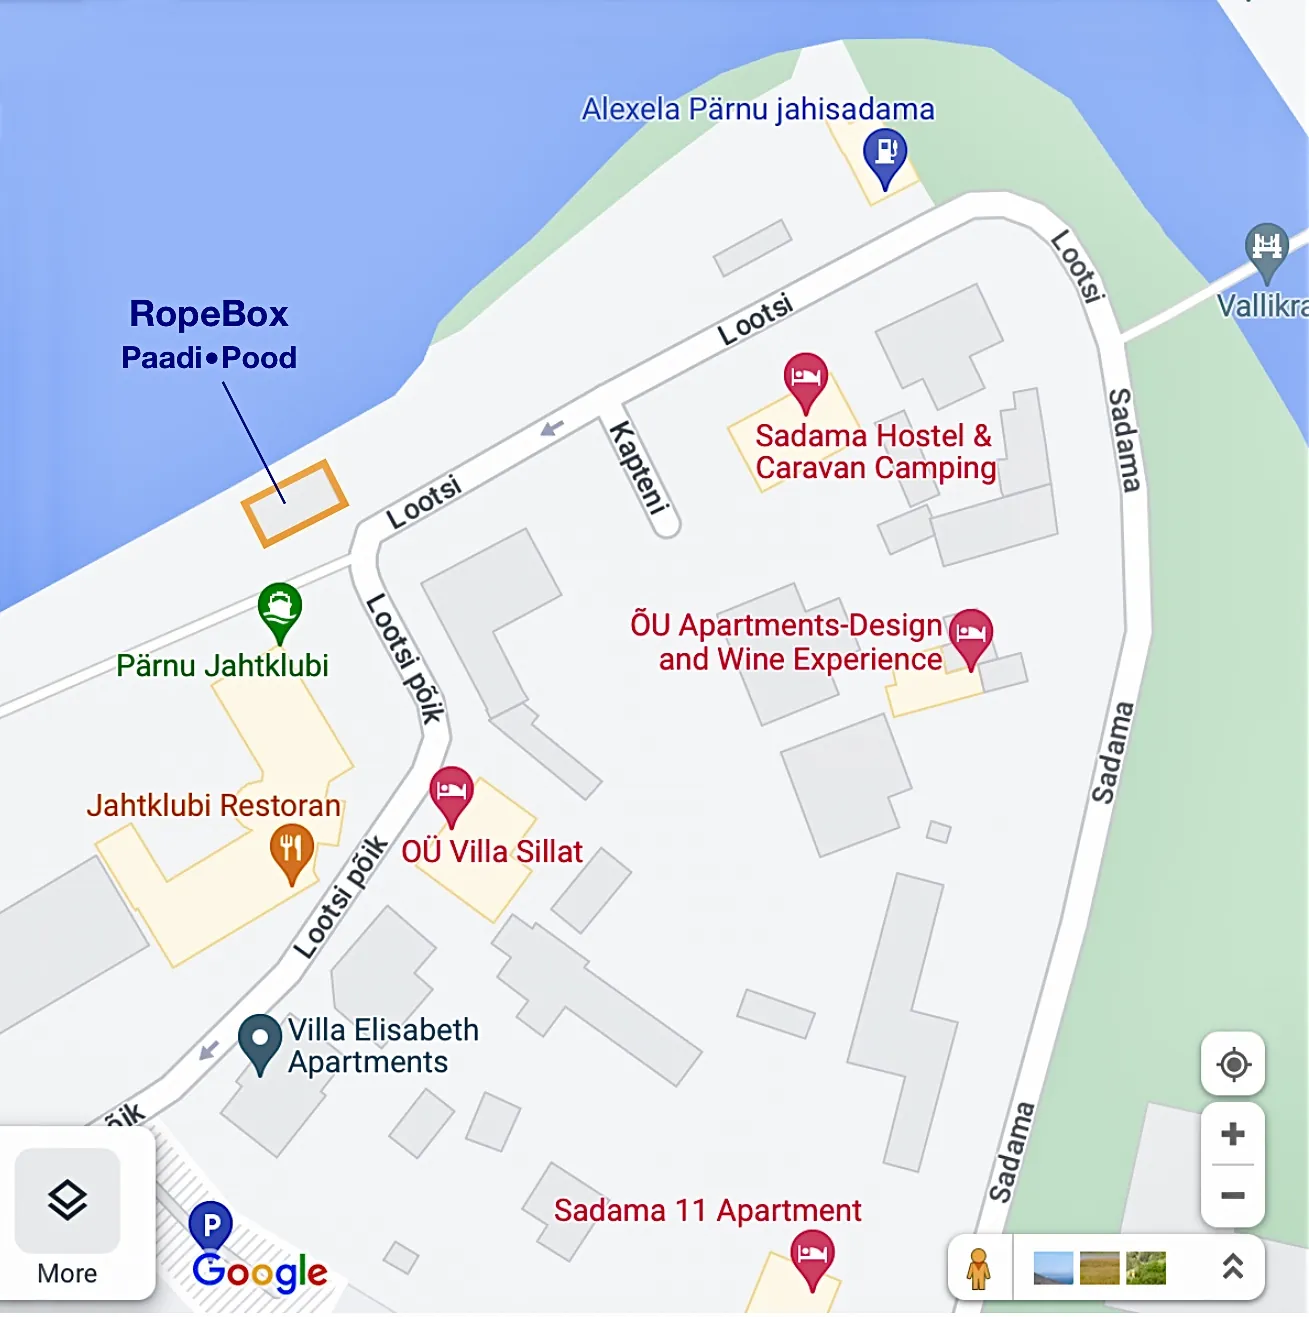 Alexela Pärnu jahisadama
Lootsi
Vallikra
RopeBox
Paadi•Pood
Lootsi
Sadama
Sadama Hostel &
Caravan Camping
Kapteni
Lootsi
Lootsi põik
ÕU Apartments-Design
and Wine Experience
Pärnu Jahtklubi
Sadama
Jahtklubi Restoran
OÜ Villa Sillat
Lootsi põik
Villa Elisabeth
Apartments
õik
Sadama
Sadama 11 Apartment
P
Google
More